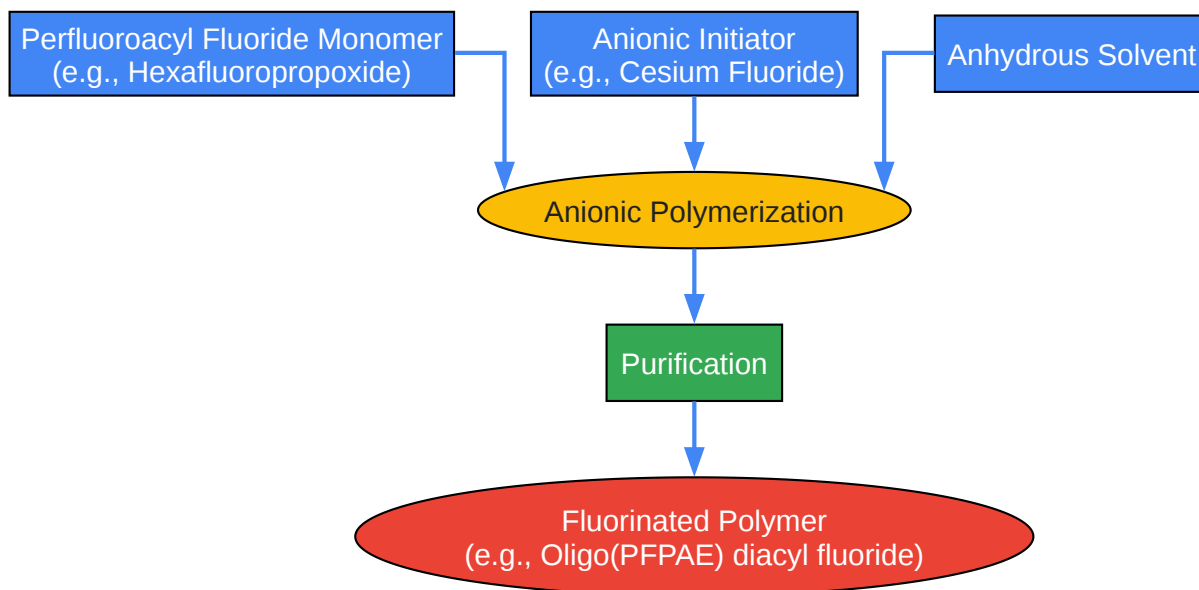 Perfluoroacyl Fluoride Monomer
(e.g., Hexafluoropropoxide)
Anionic Initiator
(e.g., Cesium Fluoride)
Anhydrous Solvent
Anionic Polymerization
Purification
Fluorinated Polymer
(e.g., Oligo(PFPAE) diacyl fluoride)